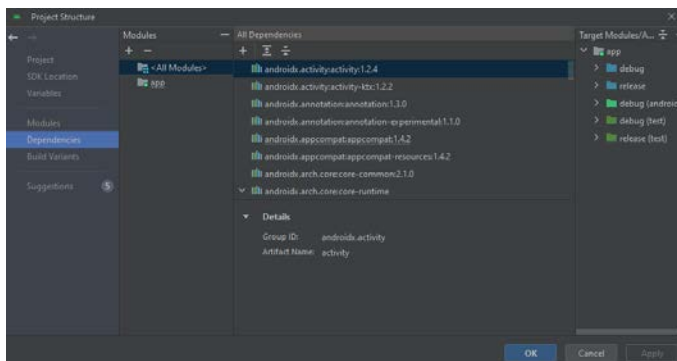 Project Structure
Project
SDK Location
Variables
Modules
Dependencies
Build Variants
Suggestions
5
Modules
<All Modules>
app
All Dependencies
androidx.activity:activity:1.2.4
androidx.activity:activity-ktx:1.2.2
androidx.annotation:annotation:1.3.0
androidx.annotation:annotation-experimental:1.1.0
androidx.appcompat:appcompat:1.4.2
androidx.appcompat:appcompat-resources:1.4.2
androidx.arch.core:core-common:2.1.0
androidx.arch.core:core-runtime
Details
Group ID: androidx.activity
Artifact Name: activity
Target Modules/A...
app
debug
release
debug (androic
debug (test)
release (test)
OK
Cancel
Apply